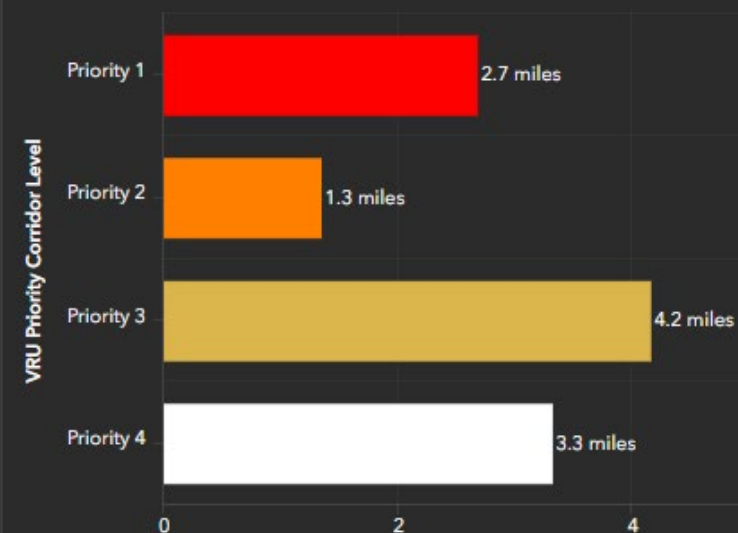 VRU Priority Corridor Level
Priority 1
2.7 miles
Priority 2
1.3 miles
Priority 3
4.2 miles
Priority 4
3.3 miles
0
2
4